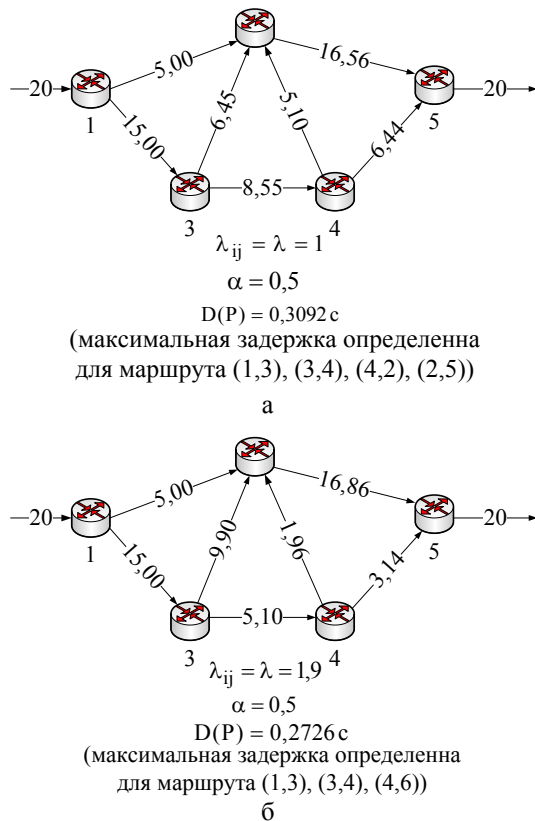 5,00
16,56
20
20
1
5
15,00
6,45
5,10
6,44
8,55
3
4
λij = λ = 1
α = 0,5
D(P) = 0,3092 с
(максимальная задержка определенна
для маршрута (1,3), (3,4), (4,2), (2,5))
а
5,00
16,86
20
20
1
5
15,00
9,90
1,96
3,14
5,10
3
4
λij = λ = 1,9
α = 0,5
D(P) = 0,2726 с
(максимальная задержка определенна
для маршрута (1,3), (3,4), (4,6))
б